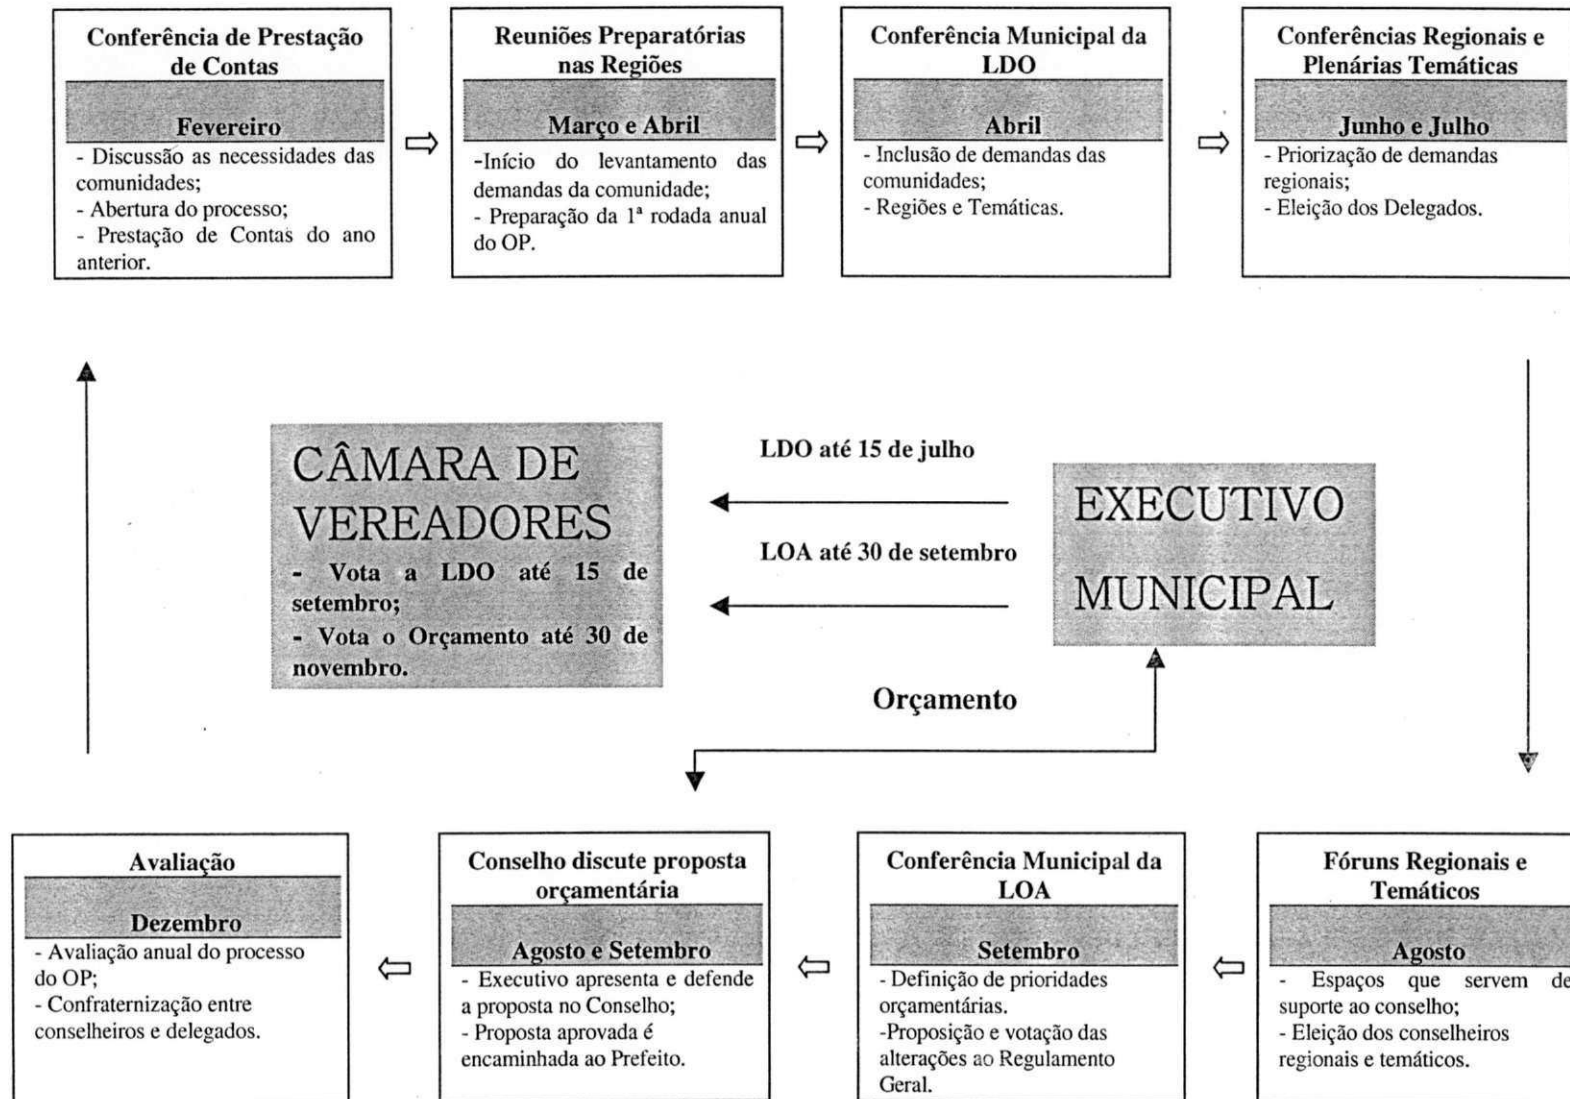 Conferência de Prestação
de Contas
Fevereiro
- Discussão as necessidades das
comunidades;
- Abertura do processo;
- Prestação de Contas do ano
anterior.
Reuniões Preparatórias
nas Regiões
Março e Abril
-Início do levantamento das
demandas da comunidade;
- Preparação da 1ª rodada anual
do OP.
Conferência Municipal da
LDO
Abril
- Inclusão de demandas das
comunidades;
- Regiões e Temáticas.
Conferências Regionais e
Plenárias Temáticas
Junho e Julho
- Priorização de demandas
regionais;
- Eleição dos Delegados.
CÂMARA DE
VEREADORES
- Vota a LDO até 15 de
setembro;
- Vota o Orçamento até 30 de
novembro.
LDO até 15 de julho
LOA até 30 de setembro
EXECUTIVO
MUNICIPAL
Orçamento
Avaliação
Dezembro
- Avaliação anual do processo
do OP;
- Confraternização entre
conselheiros e delegados.
Conselho discute proposta
orçamentária
Agosto e Setembro
- Executivo apresenta e defende
a proposta no Conselho;
- Proposta aprovada é
encaminhada ao Prefeito.
Conferência Municipal da
LOA
Setembro
- Definição de prioridades
orçamentárias.
-Proposição e votação das
alterações ao Regulamento
Geral.
Fóruns Regionais e
Temáticos
Agosto
- Espaços que servem de
suporte ao conselho;
- Eleição dos conselheiros
regionais e temáticos.